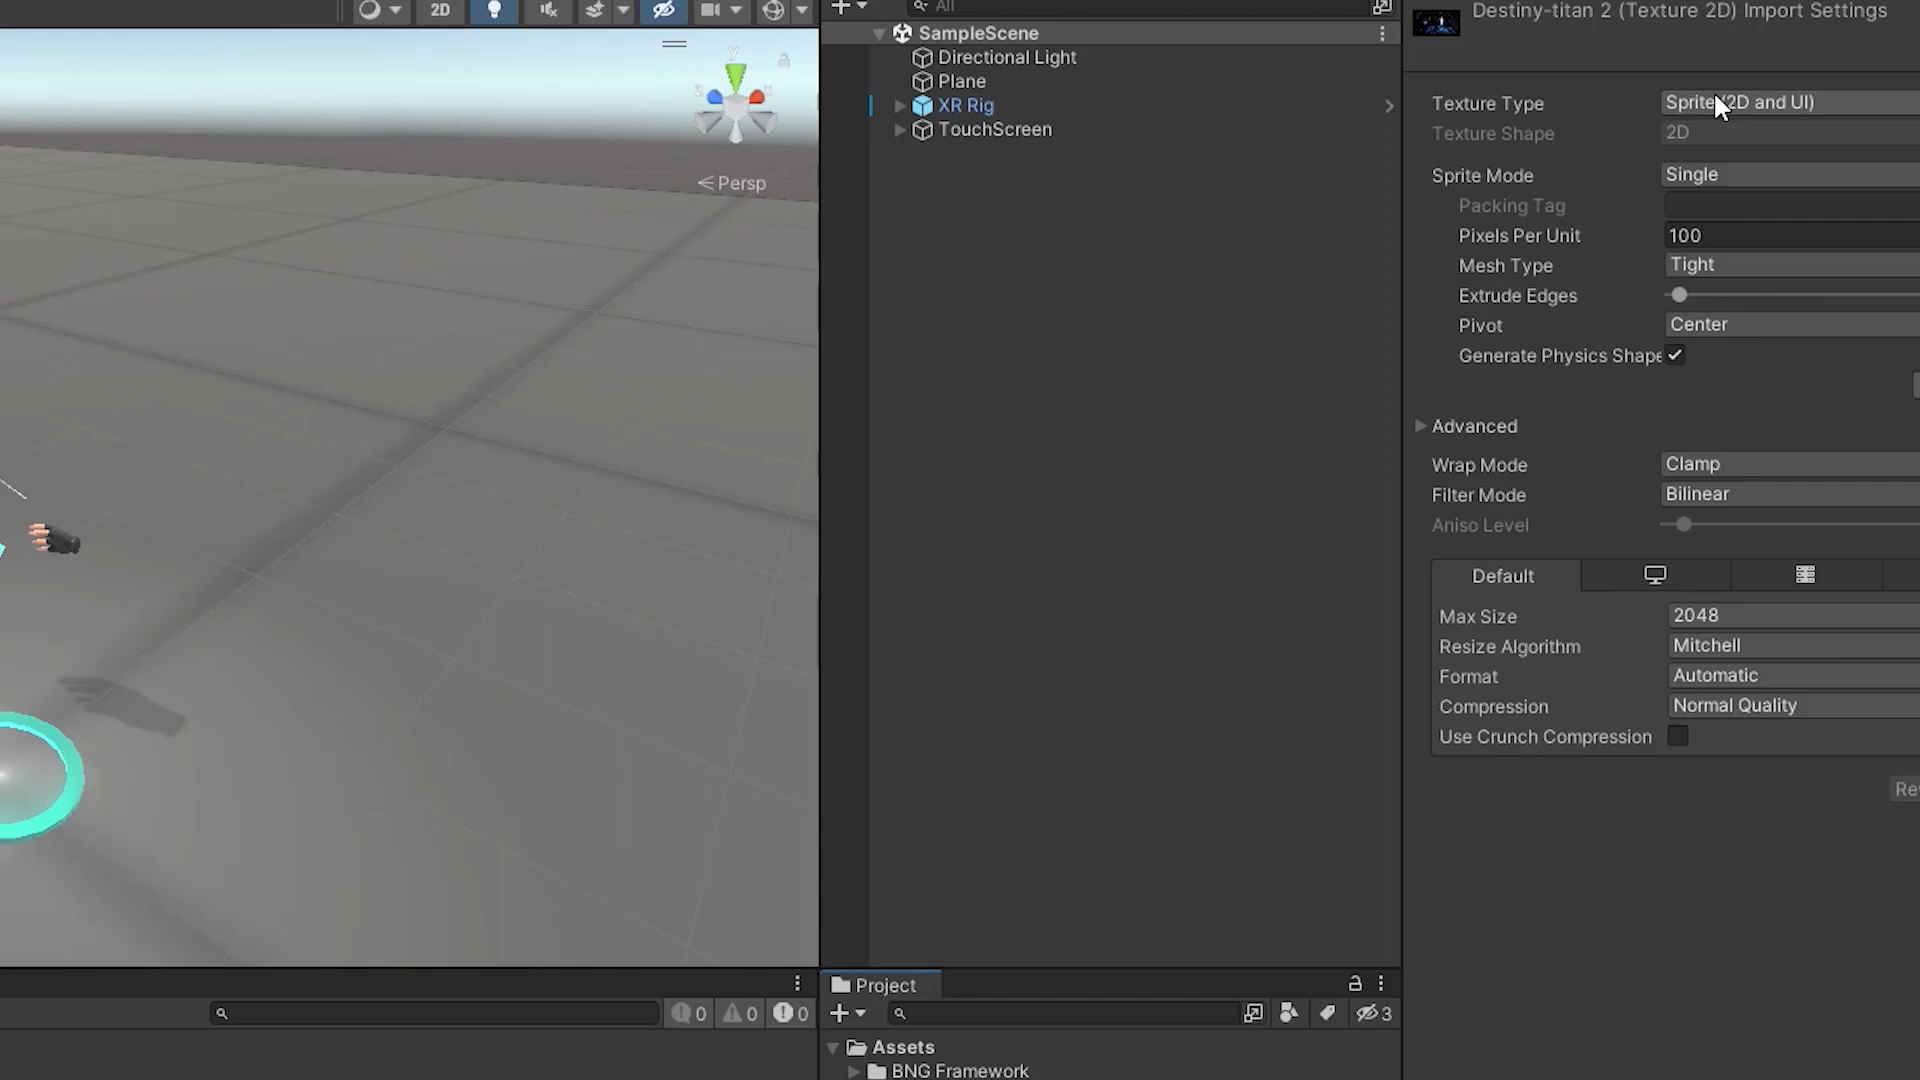 2D
All
Destiny-titan 2 (Texture 2D) Import Settings
SampleScene
Directional Light
Plane
XR Rig
TouchScreen
y
z
x
Persp
Texture Type
Sprite (2D and UI)
Texture Shape
2D
Sprite Mode
Single
Packing Tag
Pixels Per Unit
100
Mesh Type
Tight
Extrude Edges
Pivot
Center
Generate Physics Shape
Advanced
Wrap Mode
Clamp
Filter Mode
Bilinear
Aniso Level
Default
Max Size
2048
Resize Algorithm
Mitchell
Format
Automatic
Compression
Normal Quality
Use Crunch Compression
Rev
Project
0
0
0
3
Assets
BNG Framework